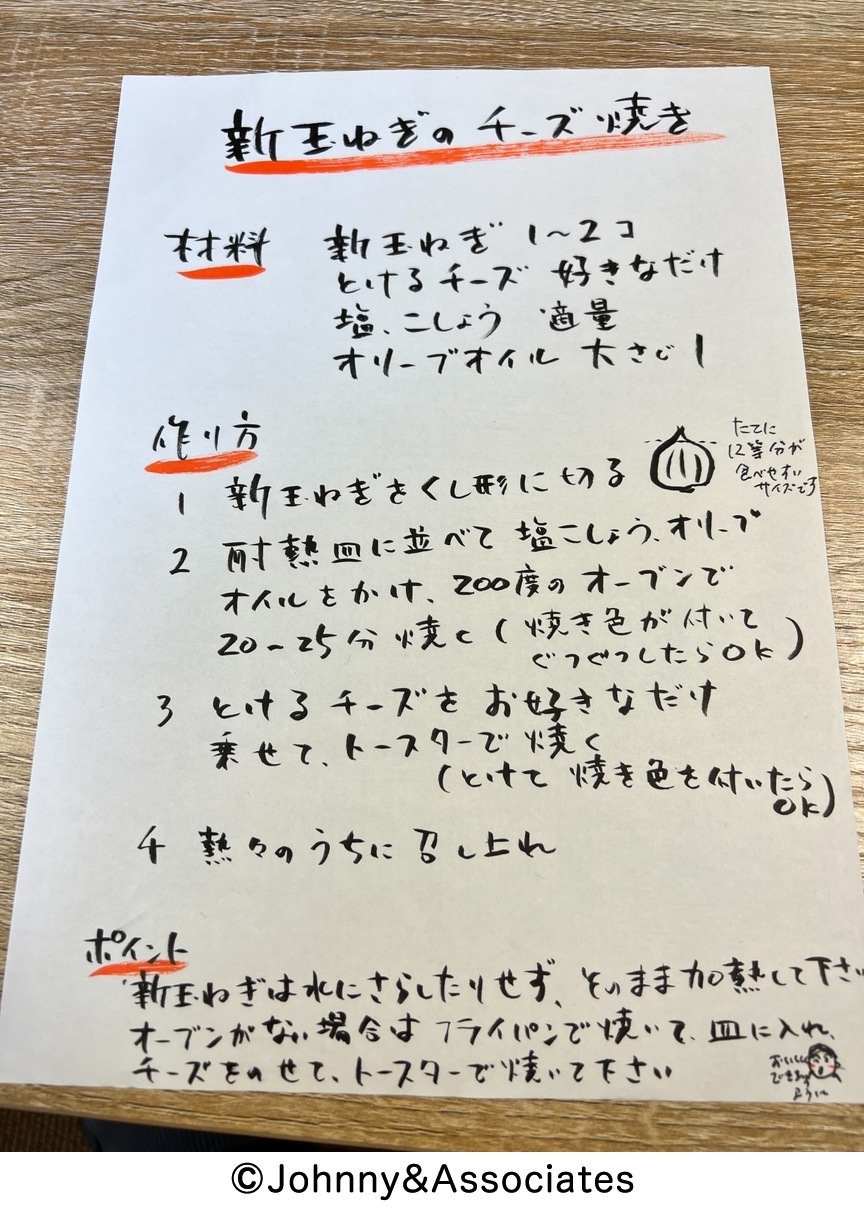 新玉ねぎのチーズ焼き
材料 新玉ねぎ 1〜2コ
とけるチーズ 好きなだけ
塩、こしょう 適量
オリーブオイル 大さじ1
作り方
1 新玉ねぎをくし形に切る
たてに
12等分が
食べやすい
サイズです
2 耐熱皿に並べて 塩こしょう、オリーブ
オイルをかけ、200度のオーブンで
20〜25分 焼く(焼き色が付いて
ぐつぐつしたらOK)
3 とけるチーズをお好きなだけ
乗せて、トースターで焼く
(とけて 焼き色を付いたら
OK)
4 熱々のうちに召し上れ
ポイント
新玉ねぎは水にさらしたりせず、そのまま加熱して下さい
オーブンがない場合はフライパンで焼いて、皿に入れ、
チーズをのせて、トースターで焼いて下さい
おいしく
できます
ように
©Johnny&Associates